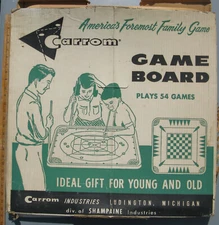 America's Foremost Family Game
Carrom
GAME
BOARD
PLAYS 54 GAMES
IDEAL GIFT FOR YOUNG AND OLD
Carrom INDUSTRIES LUDINGTON, MICHIGAN
div. of SHAMPAINE Industries